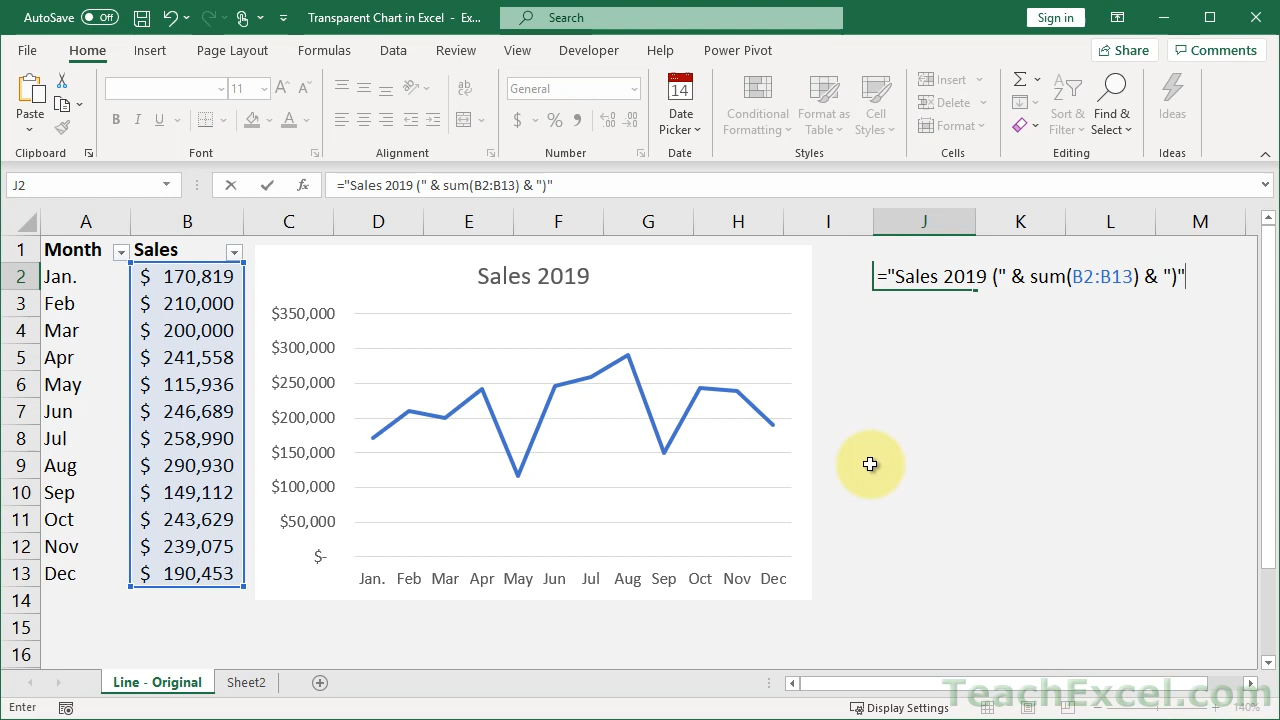 AutoSave Off Transparent Chart in Excel - Ex... Search Sign in
File Home Insert Page Layout Formulas Data Review View Developer Help Power Pivot Share Comments
Paste 11 General Date Picker Conditional Formatting Format as Table Cell Styles Insert Delete Format Sort & Filter Find & Select Ideas
Clipboard Font Alignment Number Date Styles Cells Editing Ideas
J2 fx ="Sales 2019 (" & sum(B2:B13) & ")"
A B C D E F G H I J K L M
1 Month Sales
2 Jan. $ 170,819 ="Sales 2019 (" & sum(B2:B13) & ")"
3 Feb $ 210,000
4 Mar $ 200,000
5 Apr $ 241,558
6 May $ 115,936
7 Jun $ 246,689
8 Jul $ 258,990
9 Aug $ 290,930
10 Sep $ 149,112
11 Oct $ 243,629
12 Nov $ 239,075
13 Dec $ 190,453
14
15
16
Sales 2019
$350,000
$300,000
$250,000
$200,000
$150,000
$100,000
$50,000
$-
Jan. Feb Mar Apr May Jun Jul Aug Sep Oct Nov Dec
Line - Original Sheet2
Enter Display Settings 140%
TeachExcel.com